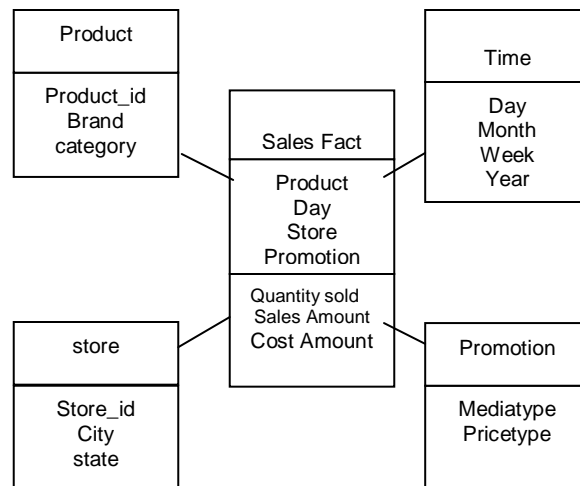 Product
Product_id
Brand
category
Time
Day
Month
Week
Year
Sales Fact
Product
Day
Store
Promotion
Quantity sold
Sales Amount
Cost Amount
store
Store_id
City
state
Promotion
Mediatype
Pricetype